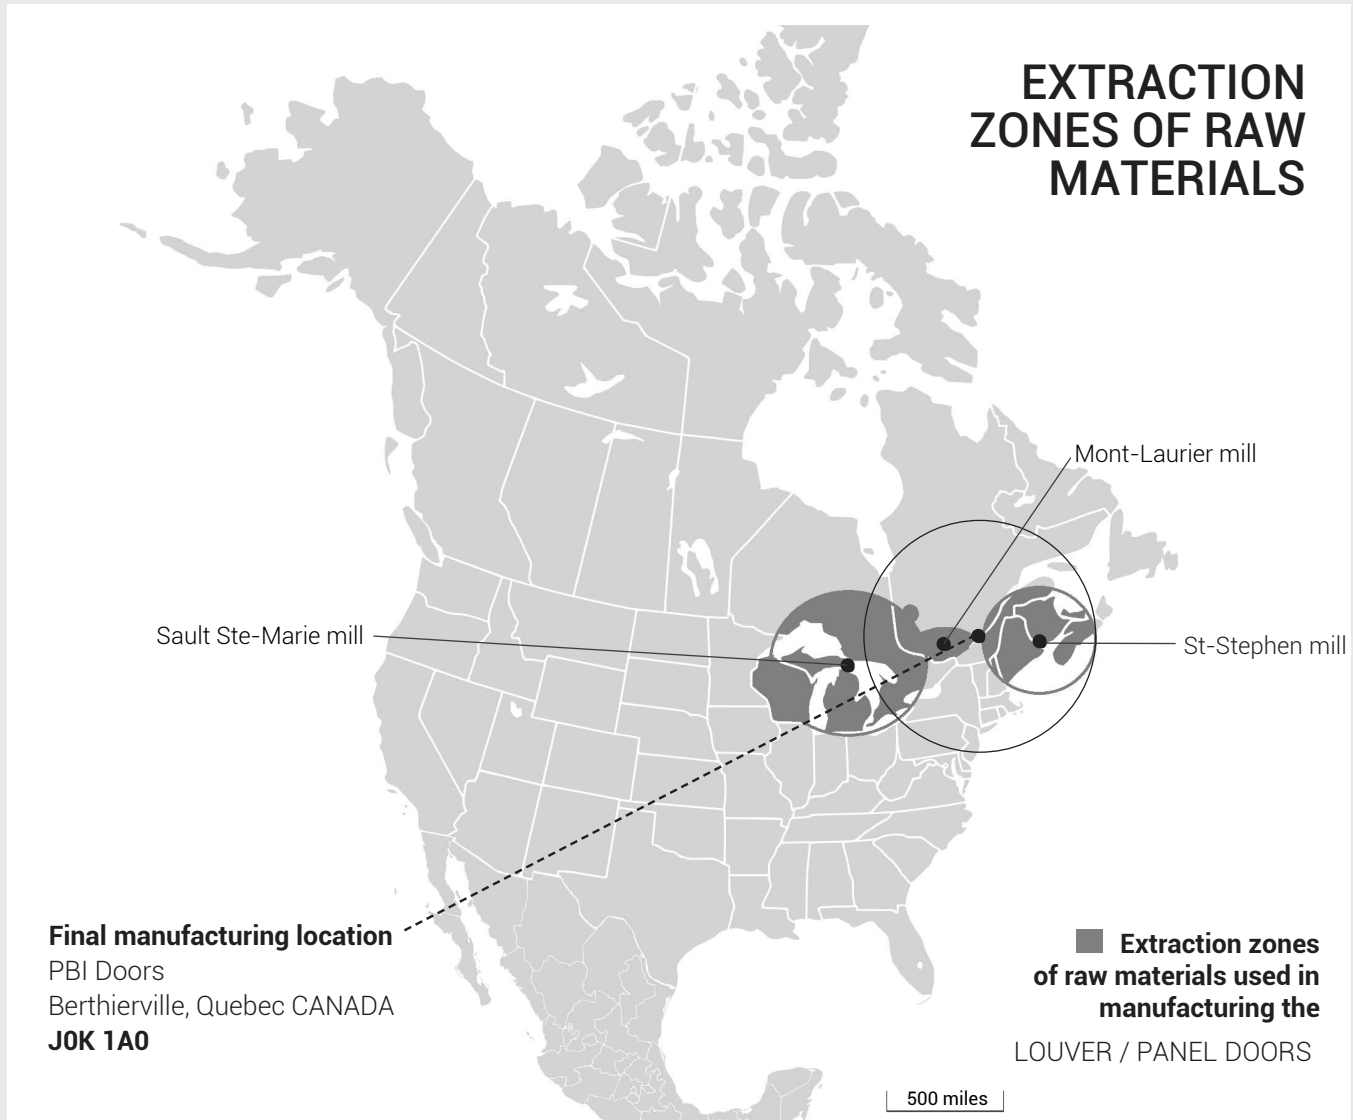 EXTRACTION
ZONES OF RAW
MATERIALS
Mont-Laurier mill
Sault Ste-Marie mill
St-Stephen mill
Final manufacturing location
PBI Doors
Berthierville, Quebec CANADA
J0K 1A0
Extraction zones
of raw materials used in
manufacturing the
LOUVER / PANEL DOORS
500 miles